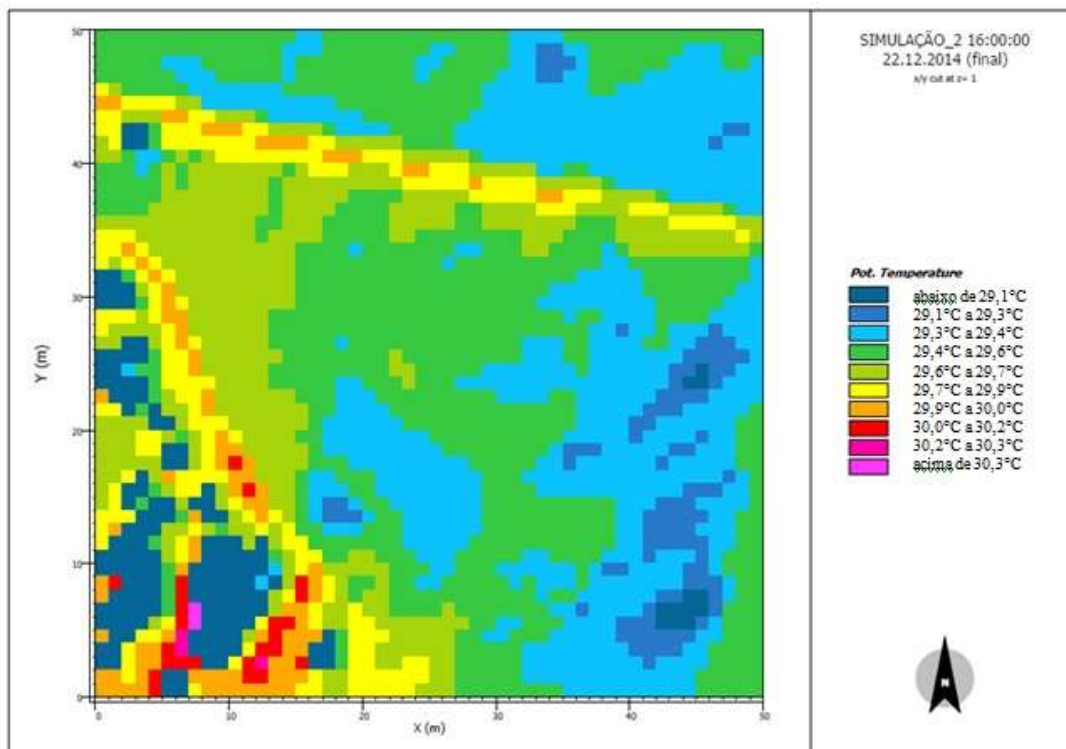 SIMULAÇÃO_2 16:00:00
22.12.2014 (final)
x/y cut at z= 1
Pot. Temperature
abaixo de 29,1°C
29,1°C a 29,3°C
29,3°C a 29,4°C
29,4°C a 29,6°C
29,6°C a 29,7°C
29,7°C a 29,9°C
29,9°C a 30,0°C
30,0°C a 30,2°C
30,2°C a 30,3°C
acima de 30,3°C
N
Y (m)
50
40
30
20
10
0
0 10 20 30 40 50
X (m)